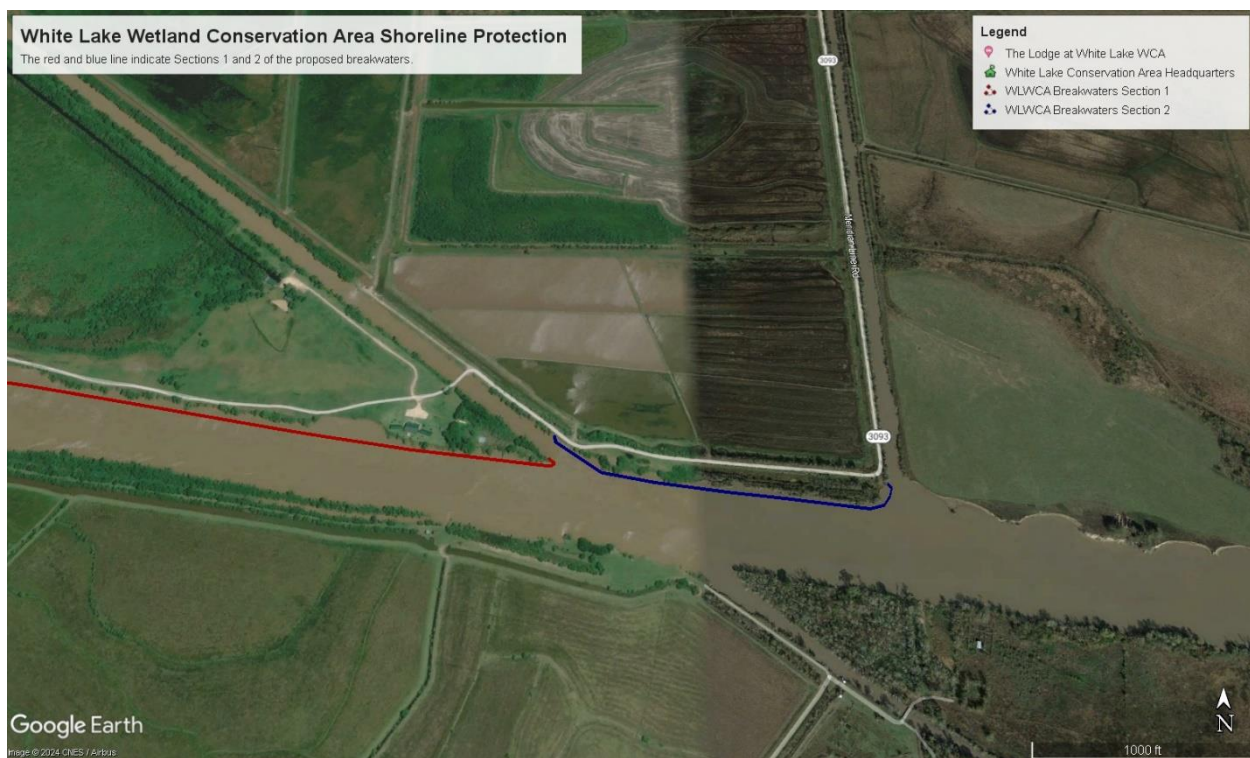 White Lake Wetland Conservation Area Shoreline Protection
The red and blue line indicate Sections 1 and 2 of the proposed breakwaters.
Legend
The Lodge at White Lake WCA
White Lake Conservation Area Headquarters
WLWCA Breakwaters Section 1
WLWCA Breakwaters Section 2
3093
3093
Google Earth
Image © 2024 CNES / Airbus
N
1000 ft